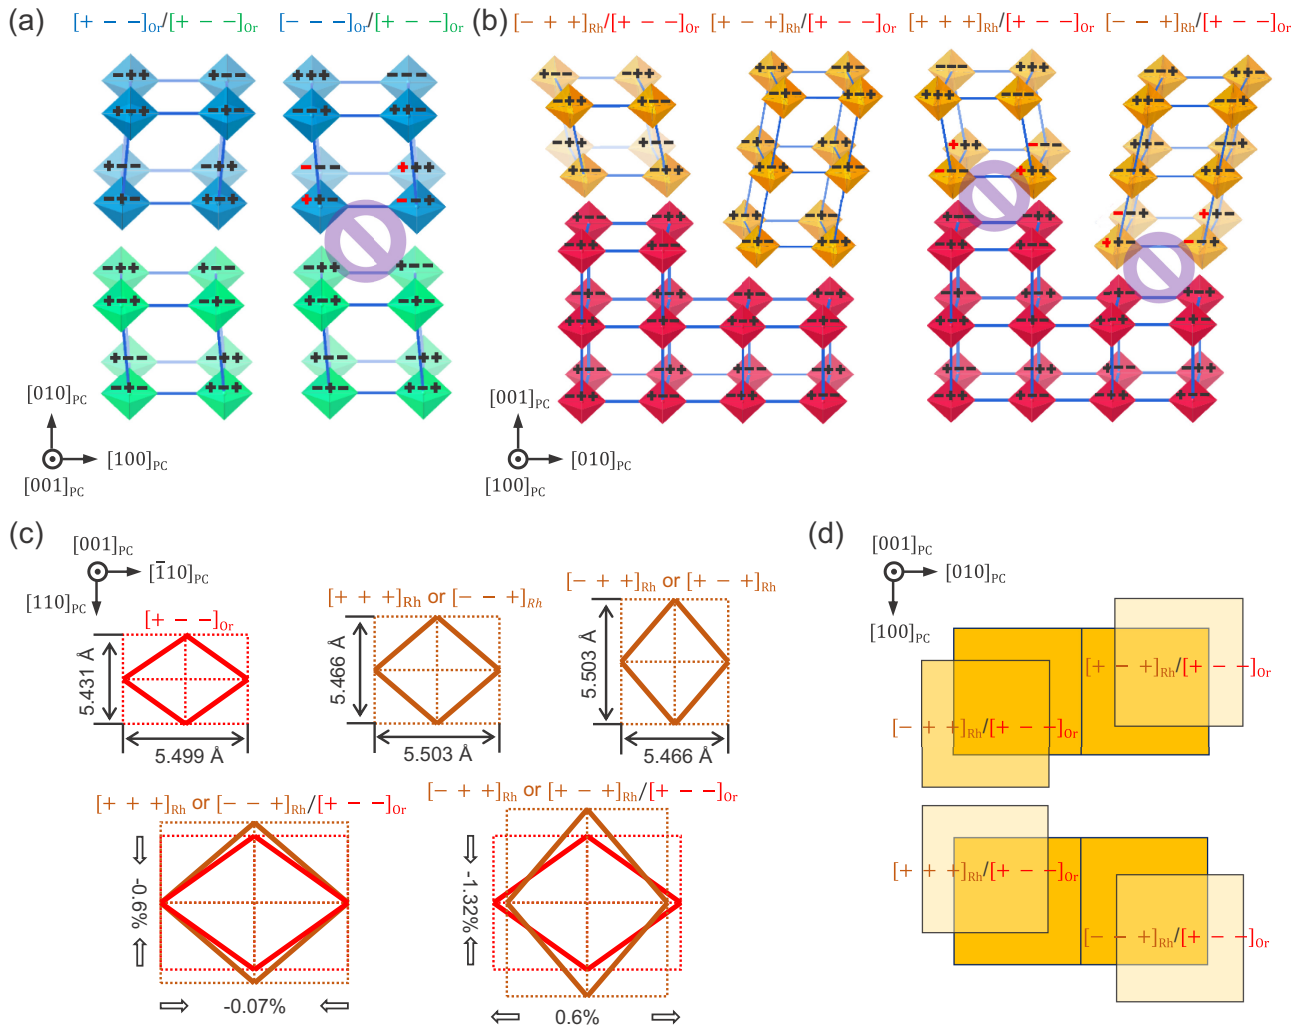 (a)
[+ − −]Or/[+ − −]Or
[− − −]Or/[+ − −]Or
(b)
[− + +]Rh/[+ − −]Or
[+ − +]Rh/[+ − −]Or
[+ + +]Rh/[+ − −]Or
[− − +]Rh/[+ − −]Or
[010]PC
[100]PC
[001]PC
[001]PC
[010]PC
[100]PC
(c)
[001]PC
[1̄10]PC
[110]PC
[+ − −]Or
5.431 Å
5.499 Å
[+ + +]Rh or [− − +]Rh
5.466 Å
5.503 Å
[− + +]Rh or [+ − +]Rh
5.503 Å
5.466 Å
[+ + +]Rh or [− − +]Rh/[+ − −]Or
-0.6%
-0.07%
[− + +]Rh or [+ − +]Rh/[+ − −]Or
-1.32%
0.6%
(d)
[001]PC
[010]PC
[100]PC
[+ − +]Rh/[+ − −]Or
[− + +]Rh/[+ − −]Or
[+ + +]Rh/[+ − −]Or
[− − +]Rh/[+ − −]Or